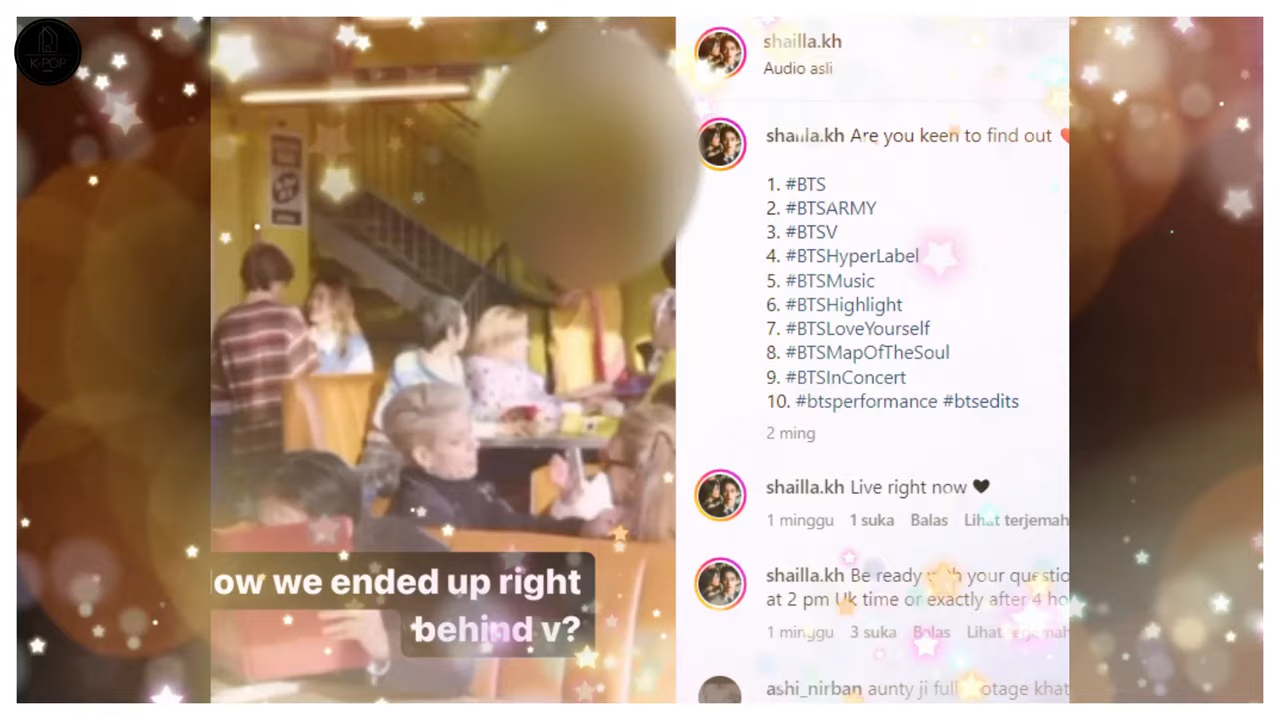 K-POP
ow we ended up right
behind v?
shailla.kh
Audio asli
shailla.kh Are you keen to find out
1. #BTS
2. #BTSARMY
3. #BTSV
4. #BTSHyperLabel
5. #BTSMusic
6. #BTSHighlight
7. #BTSLoveYourself
8. #BTSMapOfTheSoul
9. #BTSInConcert
10. #btsperformance #btsedits
2 ming
shailla.kh Live right now 🖤
1 minggu 1 suka Balas Lihat terjemah
shailla.kh Be ready with your questio
at 2 pm Uk time or exactly after 4 ho
1 minggu 3 suka Balas Lihat
ashi_nirban aunty ji full footage khat